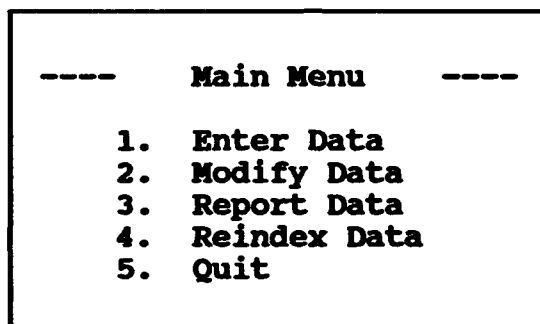 ---- Main Menu ----
1. Enter Data
2. Modify Data
3. Report Data
4. Reindex Data
5. Quit